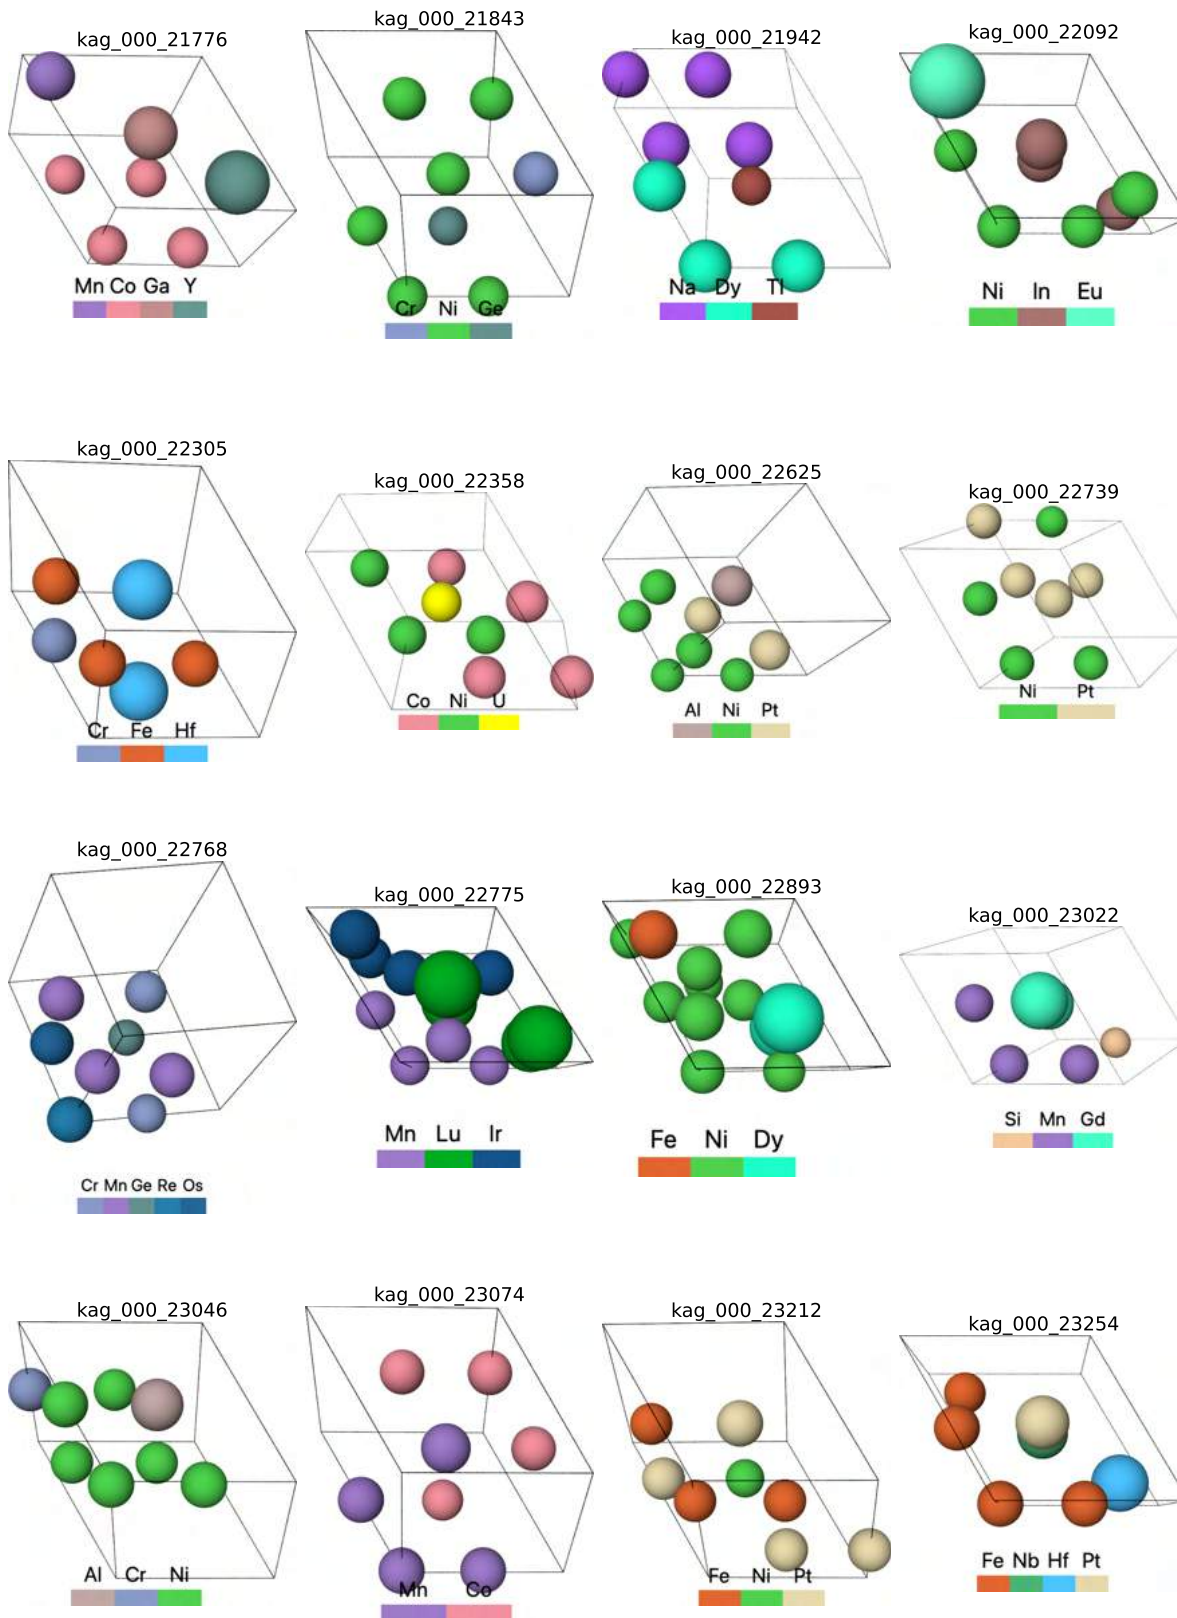 kag_000_21776
kag_000_21843
kag_000_21942
kag_000_22092
Mn Co Ga Y
Cr Ni Ge
Na Dy Tl
Ni In Eu
kag_000_22305
kag_000_22358
kag_000_22625
kag_000_22739
Cr Fe Hf
Co Ni U
Al Ni Pt
Ni Pt
kag_000_22768
kag_000_22775
kag_000_22893
kag_000_23022
Cr Mn Ge Re Os
Mn Lu Ir
Fe Ni Dy
Si Mn Gd
kag_000_23046
kag_000_23074
kag_000_23212
kag_000_23254
Al Cr Ni
Mn Co
Fe Ni Pt
Fe Nb Hf Pt